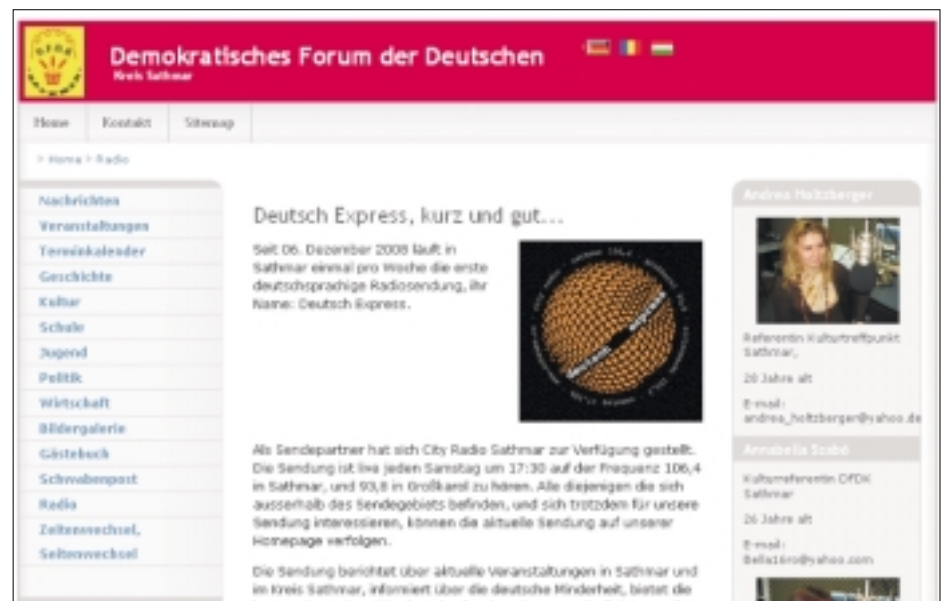 Demokratisches Forum der Deutschen
Kreis Sathmar
Home Kontakt Sitemap
> Home > Radio
Nachrichten
Veranstaltungen
Terminkalender
Geschichte
Kultur
Schule
Jugend
Politik
Wirtschaft
Bildergalerie
Gästebuch
Schwabenpost
Radio
Zeitenwechsel,
Seitenwechsel
Deutsch Express, kurz und gut...
Seit 06. Dezember 2008 läuft in
Sathmar einmal pro Woche die erste
deutschsprachige Radiosendung, ihr
Name: Deutsch Express.
deutsch express
Als Sendepartner hat sich City Radio Sathmar zur Verfügung gestellt.
Die Sendung ist live jeden Samstag um 17:30 auf der Frequenz 106,4
in Sathmar, und 93,8 in Großkarol zu hören. Alle diejenigen die sich
ausserhalb des Sendegebiets befinden, und sich trotzdem für unsere
Sendung interessieren, können die aktuelle Sendung auf unserer
Homepage verfolgen.
Die Sendung berichtet über aktuelle Veranstaltungen in Sathmar und
im Kreis Sathmar, informiert über die deutsche Minderheit, bietet die
Andrea Holtzberger
Referentin Kulturtreffpunkt
Sathmar,
28 Jahre alt
E-mail:
andrea_holtzberger@yahoo.de
Annabella Szabó
Kulturreferentin DFDK
Sathmar
26 Jahre alt
E-mail: